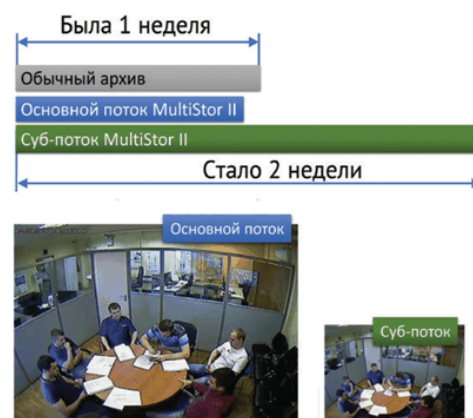 Была 1 неделя
Обычный архив
Основной поток MultiStor II
Суб-поток MultiStor II
Стало 2 недели
Основной поток
Суб-поток